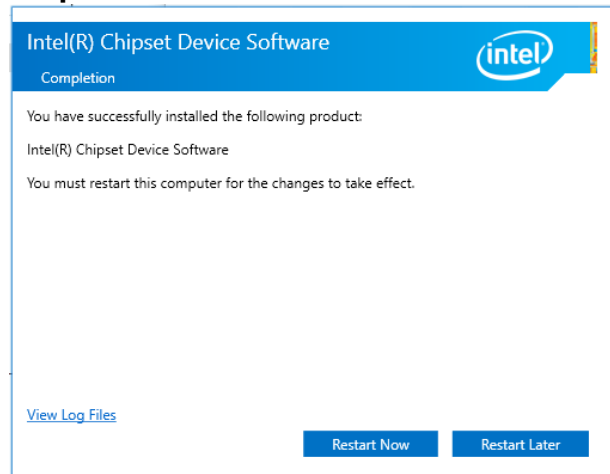 Intel(R) Chipset Device Software
intel
Completion
You have successfully installed the following product:
Intel(R) Chipset Device Software
You must restart this computer for the changes to take effect.
View Log Files
Restart Now
Restart Later